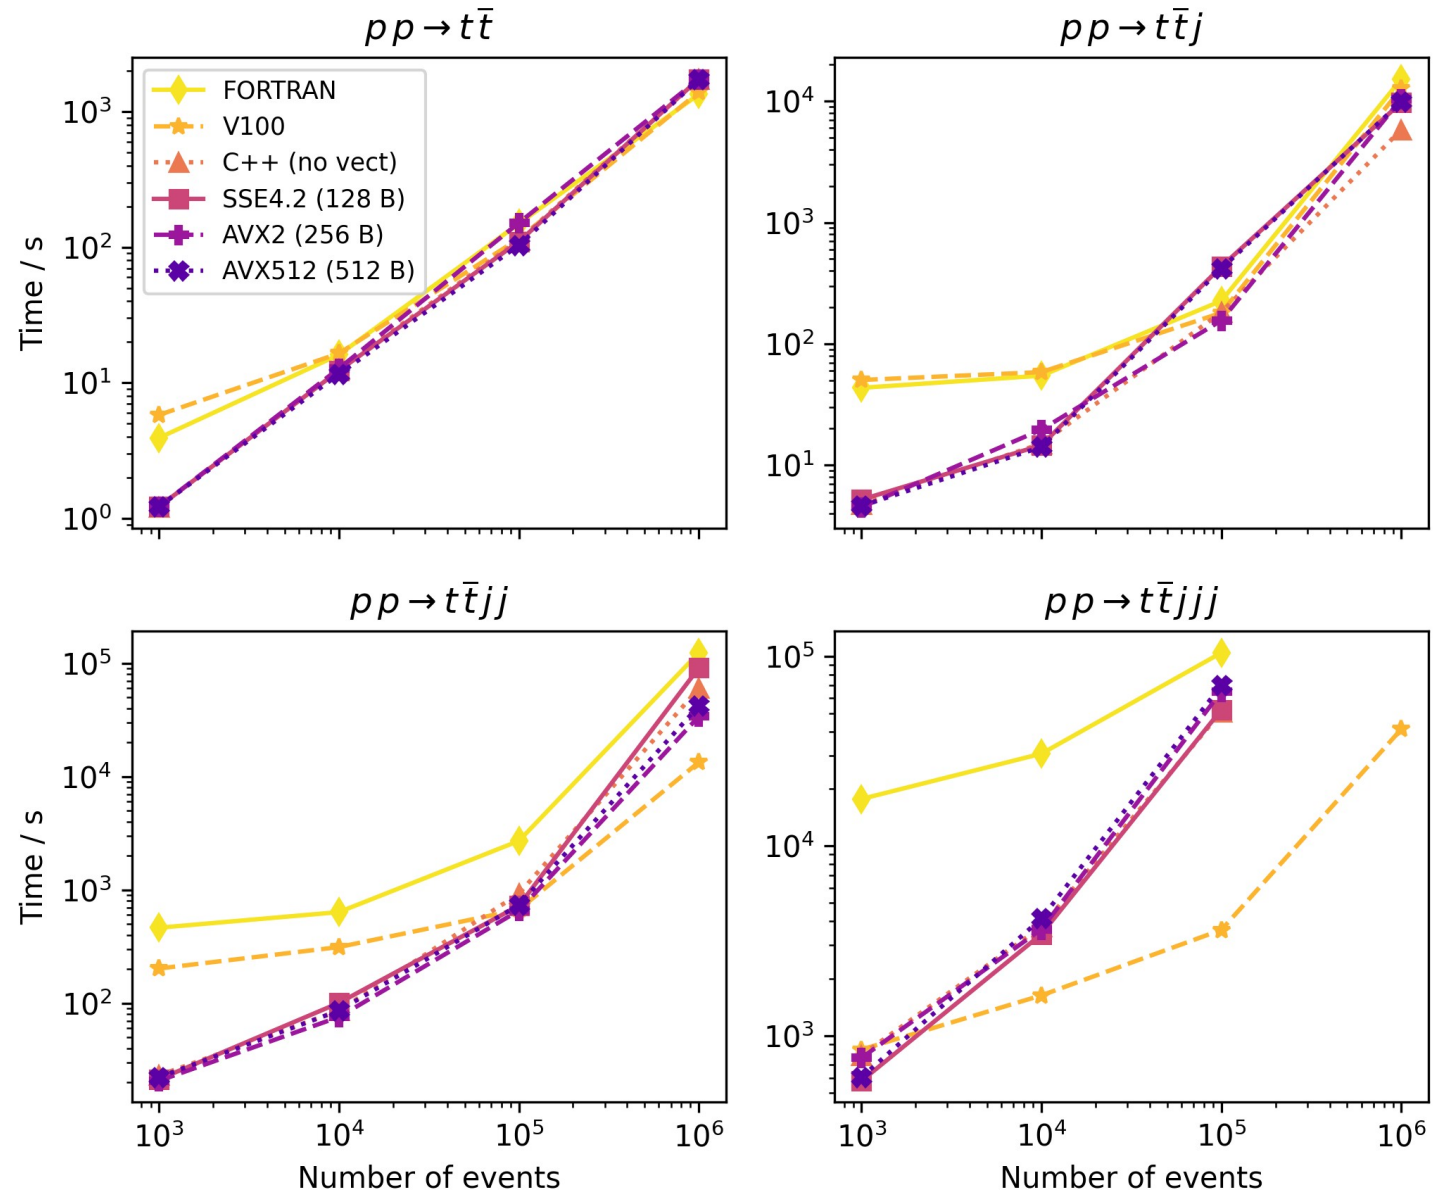 p p → t t̅
p p → t t̅ j
FORTRAN
V100
C++ (no vect)
SSE4.2 (128 B)
AVX2 (256 B)
AVX512 (512 B)
Time / s
10³
10²
10¹
10⁰
10⁴
10³
10²
10¹
p p → t t̅ j j
p p → t t̅ j j j
Time / s
10⁵
10⁴
10³
10²
10⁵
10⁴
10³
10³ 10⁴ 10⁵ 10⁶
10³ 10⁴ 10⁵ 10⁶
Number of events
Number of events